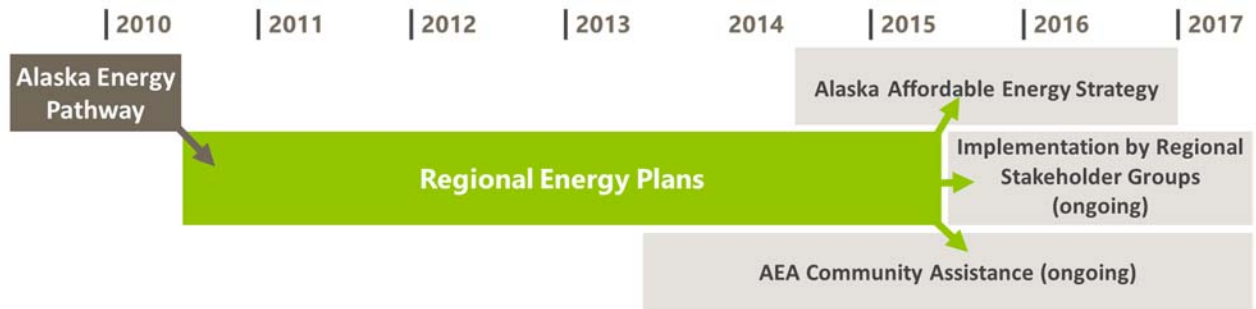 2010 2011 2012 2013 2014 2015 2016 2017
Alaska Energy
Pathway
Alaska Affordable Energy Strategy
Regional Energy Plans
Implementation by Regional
Stakeholder Groups
(ongoing)
AEA Community Assistance (ongoing)